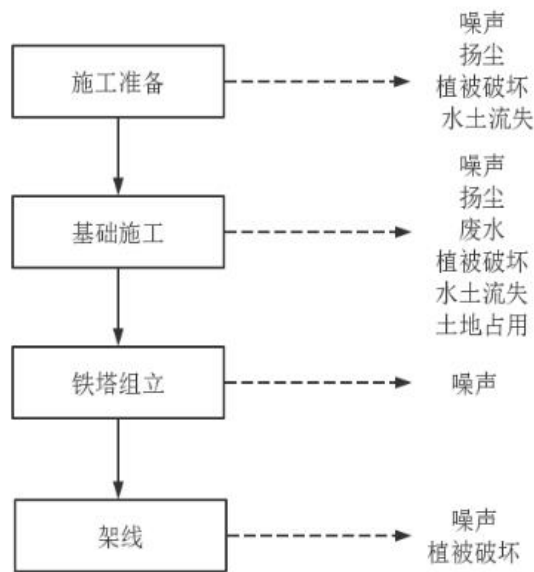 施工准备
噪声
扬尘
植被破坏
水土流失
基础施工
噪声
扬尘
废水
植被破坏
水土流失
土地占用
铁塔组立
噪声
架线
噪声
植被破坏